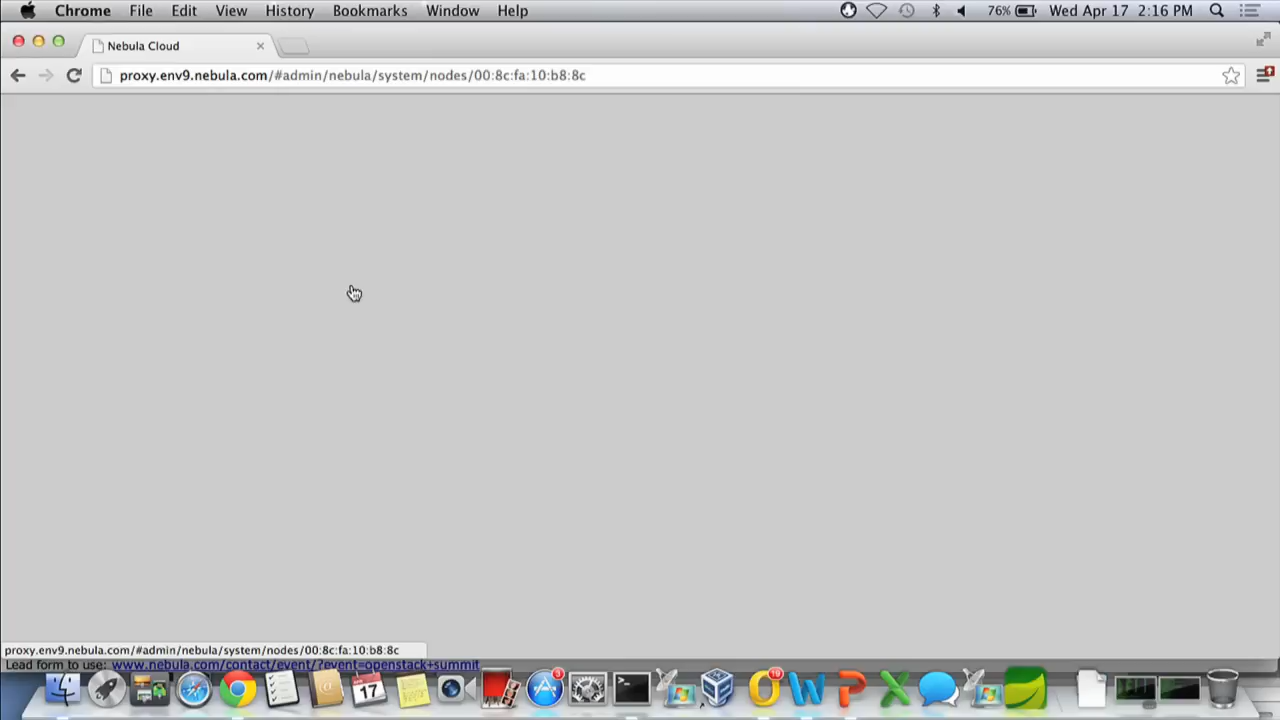 Chrome File Edit View History Bookmarks Window Help 76% Wed Apr 17 2:16 PM
Nebula Cloud
proxy.env9.nebula.com/#admin/nebula/system/nodes/00:8c:fa:10:b8:8c
proxy.env9.nebula.com/#admin/nebula/system/nodes/00:8c:fa:10:b8:8c
Lead form to use: www.nebula.com/contact/event/?event=openstack+summit
17 3 19